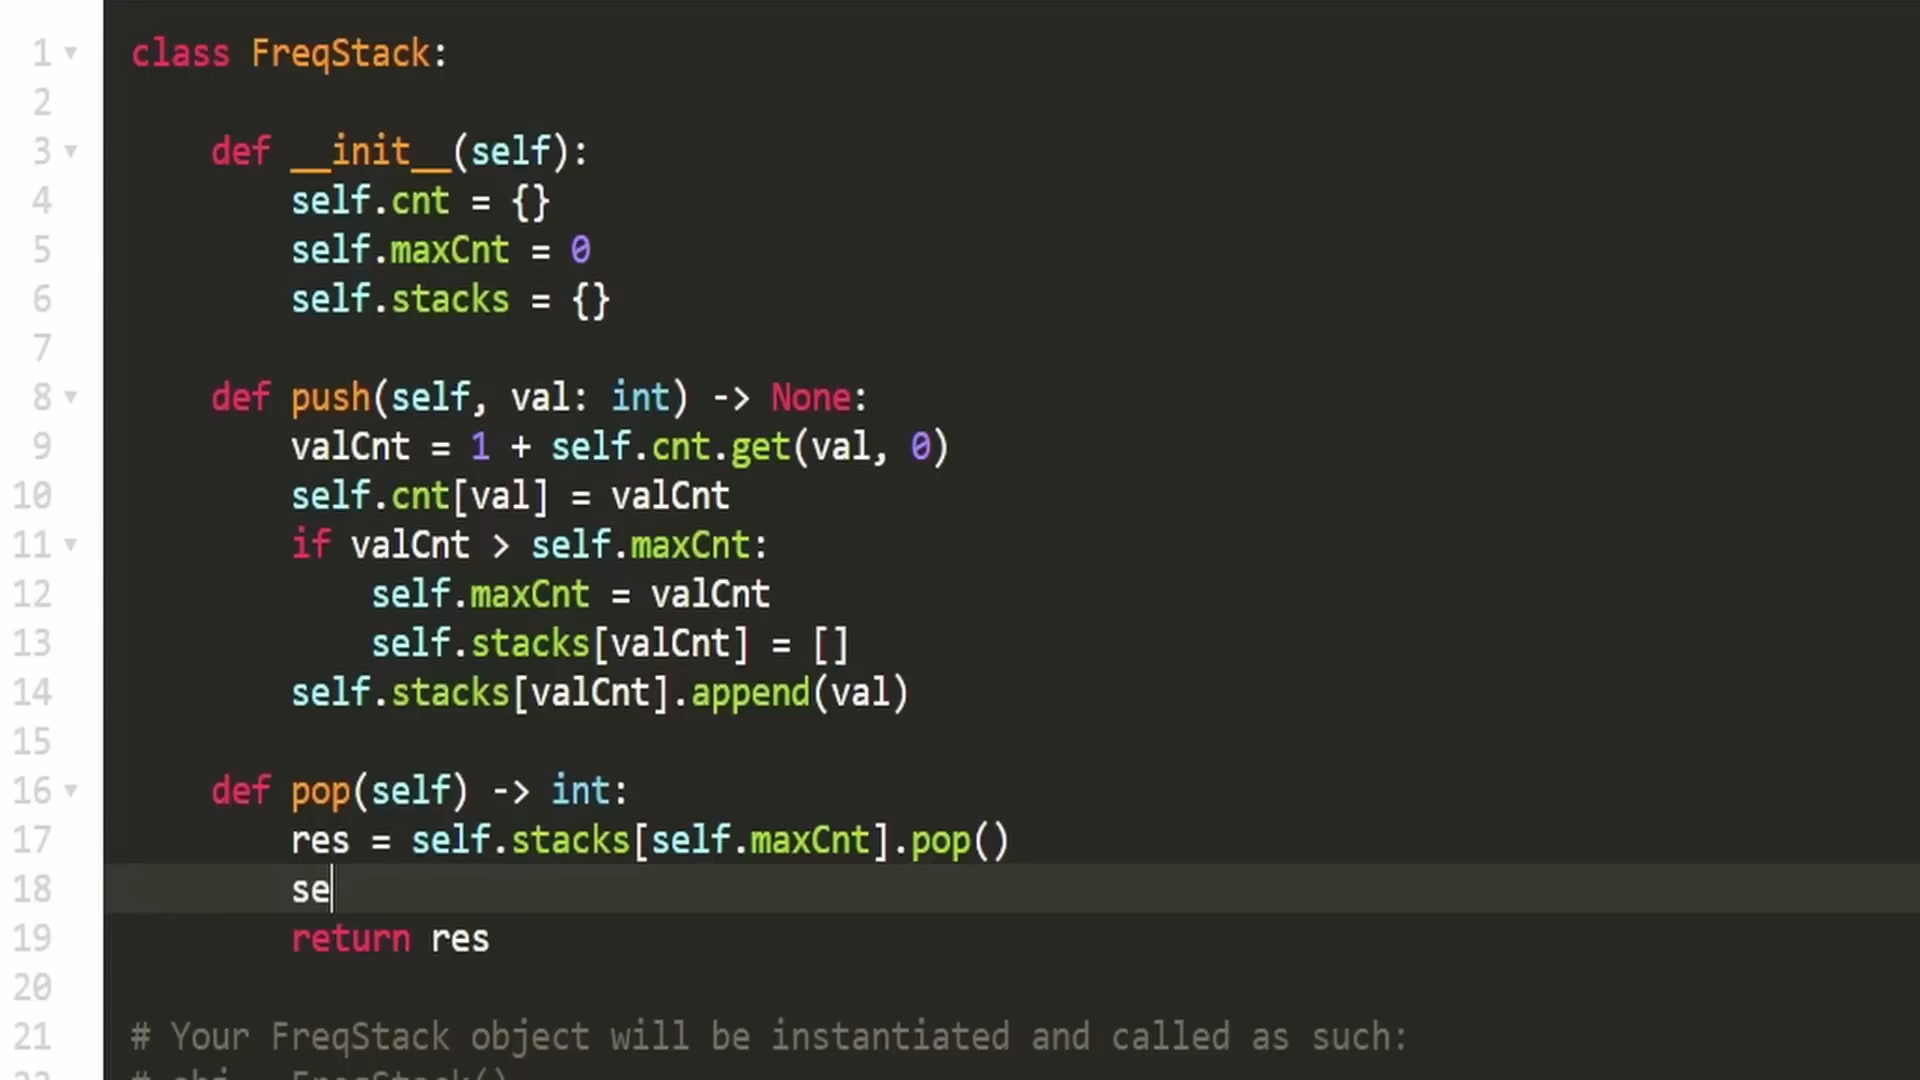 1 class FreqStack:
2
3 def __init__(self):
4 self.cnt = {}
5 self.maxCnt = 0
6 self.stacks = {}
7
8 def push(self, val: int) -> None:
9 valCnt = 1 + self.cnt.get(val, 0)
10 self.cnt[val] = valCnt
11 if valCnt > self.maxCnt:
12 self.maxCnt = valCnt
13 self.stacks[valCnt] = []
14 self.stacks[valCnt].append(val)
15
16 def pop(self) -> int:
17 res = self.stacks[self.maxCnt].pop()
18 se
19 return res
20
21 # Your FreqStack object will be instantiated and called as such: